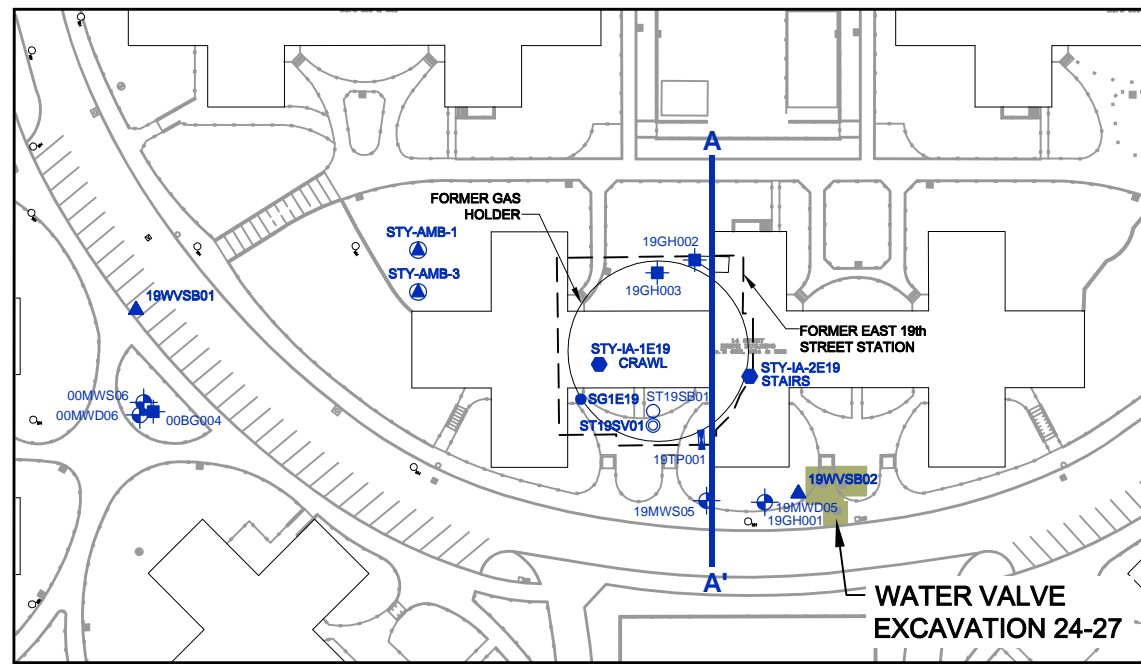 A
FORMER GAS
HOLDER
STY-AMB-1
19GH002
STY-AMB-3
19GH003
19WVSB01
FORMER EAST 19th
STREET STATION
STY-IA-1E19
CRAWL
STY-IA-2E19
STAIRS
00MWS06
00MWD06
00BG004
SG1E19
ST19SB01
ST19SV01
19TP001
19WVSB02
19MWS05
19MWD05
19GH001
A'
WATER VALVE
EXCAVATION 24-27